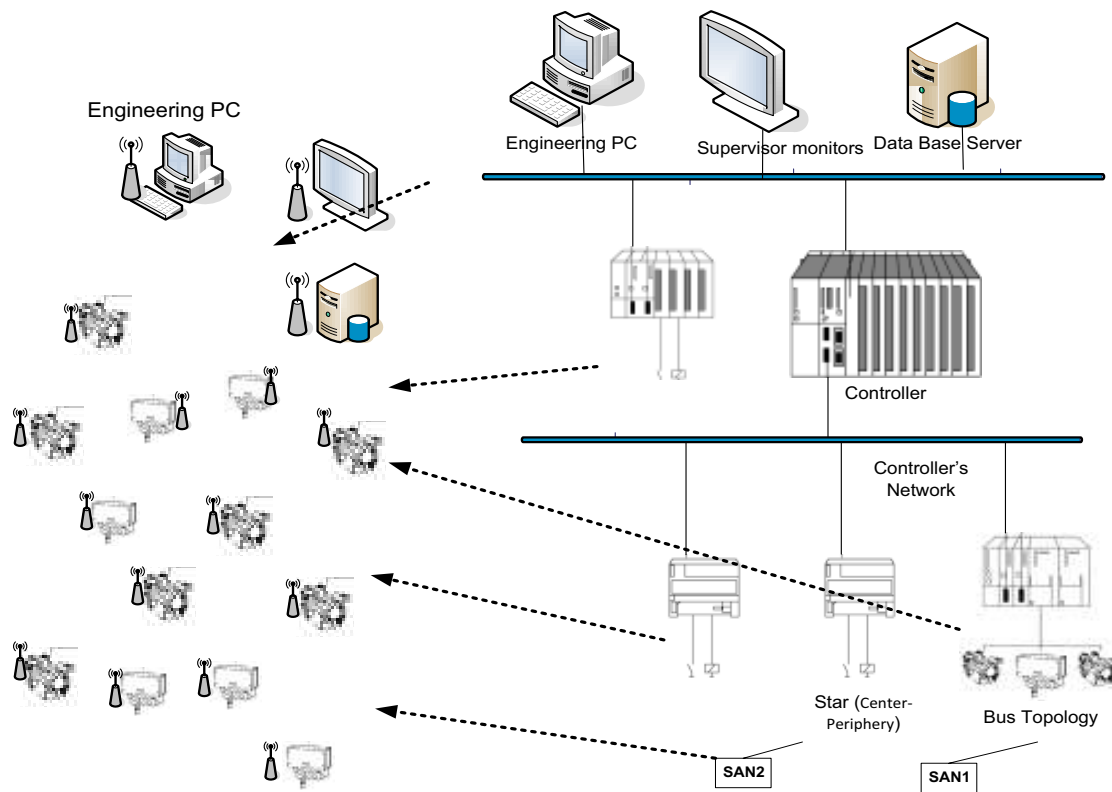 Engineering PC
Engineering PC
Supervisor monitors
Data Base Server
Controller
Controller's
Network
Star (Center-
Periphery)
Bus Topology
SAN2
SAN1